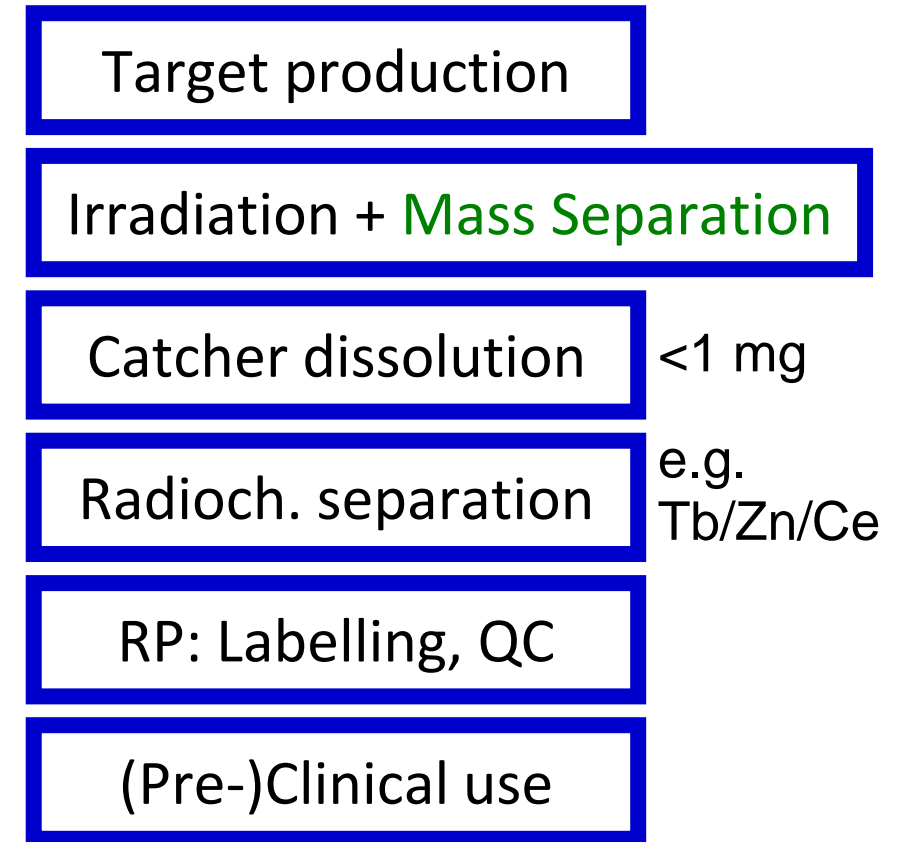 Target production
Irradiation + Mass Separation
Catcher dissolution
<1 mg
Radioch. separation
e.g.
Tb/Zn/Ce
RP: Labelling, QC
(Pre-)Clinical use